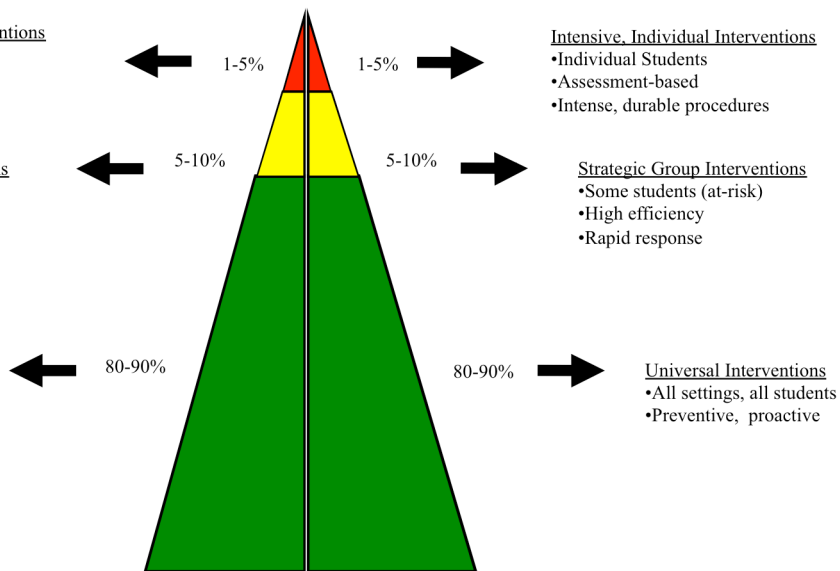 ntions
1-5%
1-5%
Intensive, Individual Interventions
•Individual Students
•Assessment-based
•Intense, durable procedures
5-10%
5-10%
s
Strategic Group Interventions
•Some students (at-risk)
•High efficiency
•Rapid response
80-90%
80-90%
Universal Interventions
•All settings, all students
•Preventive,  proactive